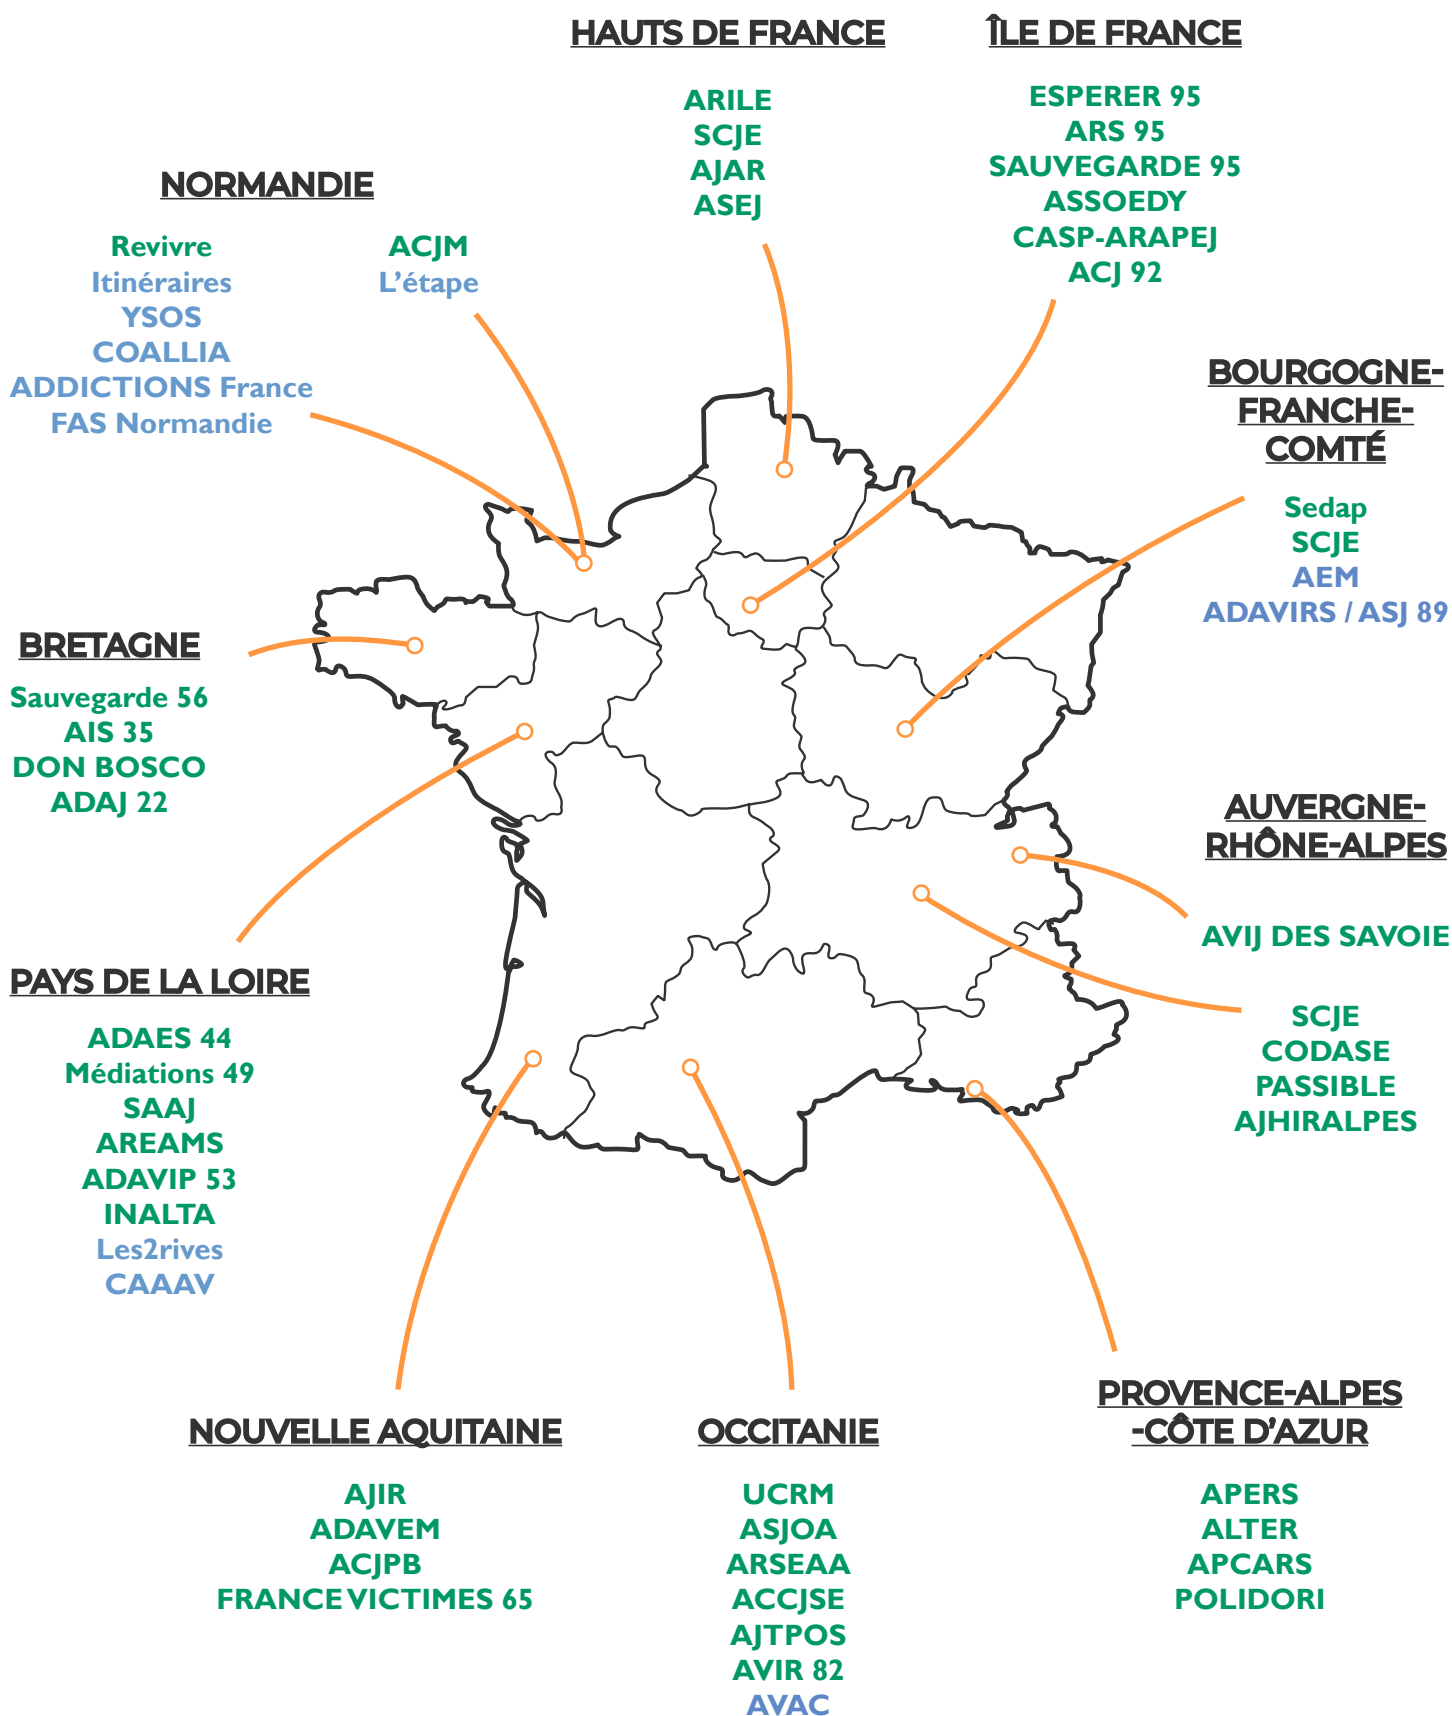 HAUTS DE FRANCE
ARILE
SCJE
AJAR
ASEJ
ÎLE DE FRANCE
ESPERER 95
ARS 95
SAUVEGARDE 95
ASSOEDY
CASP-ARAPEJ
ACJ 92
NORMANDIE
Revivre
Itinéraires
YSOS
COALLIA
ADDICTIONS France
FAS Normandie
ACJM
L’étape
BOURGOGNE-
FRANCHE-
COMTÉ
Sedap
SCJE
AEM
ADAVIRS / ASJ 89
BRETAGNE
Sauvegarde 56
AIS 35
DON BOSCO
ADAJ 22
AUVERGNE-
RHÔNE-ALPES
AVIJ DES SAVOIE
SCJE
CODASE
PASSIBLE
AJHIRALPES
PAYS DE LA LOIRE
ADAES 44
Médiations 49
SAAJ
AREAMS
ADAVIP 53
INALTA
Les2rives
CAAAV
NOUVELLE AQUITAINE
AJIR
ADAVEM
ACJPB
FRANCE VICTIMES 65
OCCITANIE
UCRM
ASJOA
ARSEAA
ACCJSE
AJTPOS
AVIR 82
AVAC
PROVENCE-ALPES
-CÔTE D’AZUR
APERS
ALTER
APCARS
POLIDORI